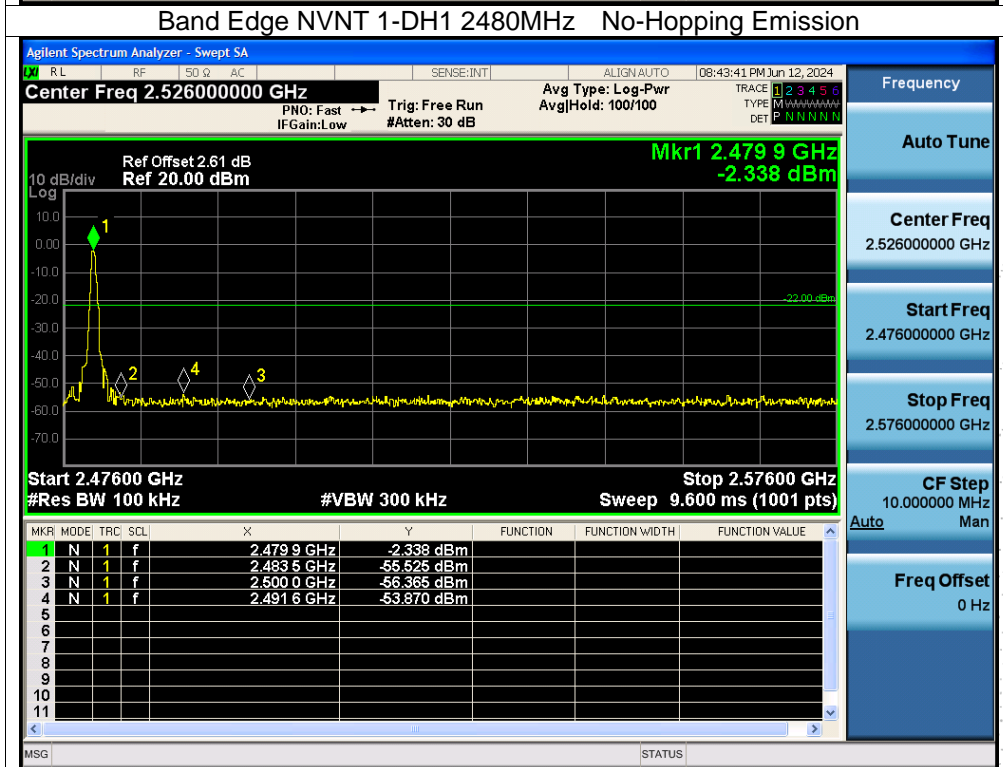 Band Edge NVNT 1-DH1 2480MHz No-Hopping Emission
Agilent Spectrum Analyzer - Swept SA
LXI RL RF 50 Ω AC SENSE:INT ALIGN AUTO 08:43:41 PM Jun 12, 2024
Center Freq 2.526000000 GHz
PNO: Fast
IFGain:Low
Trig: Free Run
#Atten: 30 dB
Avg Type: Log-Pwr
Avg|Hold: 100/100
TRACE 1 2 3 4 5 6
TYPE MWWWWW
DET P N N N N N
Ref Offset 2.61 dB
Ref 20.00 dBm
10 dB/div
Log
Mkr1 2.479 9 GHz
-2.338 dBm
10.0
0.00
-10.0
-20.0
-30.0
-40.0
-50.0
-60.0
-70.0
-22.00 dBm
1
2
4
3
Start 2.47600 GHz
Stop 2.57600 GHz
#Res BW 100 kHz
#VBW 300 kHz
Sweep 9.600 ms (1001 pts)
MKR MODE TRC SCL X Y FUNCTION FUNCTION WIDTH FUNCTION VALUE
1 N 1 f 2.479 9 GHz -2.338 dBm
2 N 1 f 2.483 5 GHz -55.525 dBm
3 N 1 f 2.500 0 GHz -56.365 dBm
4 N 1 f 2.491 6 GHz -53.870 dBm
5
6
7
8
9
10
11
MSG
STATUS
Frequency
Auto Tune
Center Freq
2.526000000 GHz
Start Freq
2.476000000 GHz
Stop Freq
2.576000000 GHz
CF Step
10.000000 MHz
Auto Man
Freq Offset
0 Hz